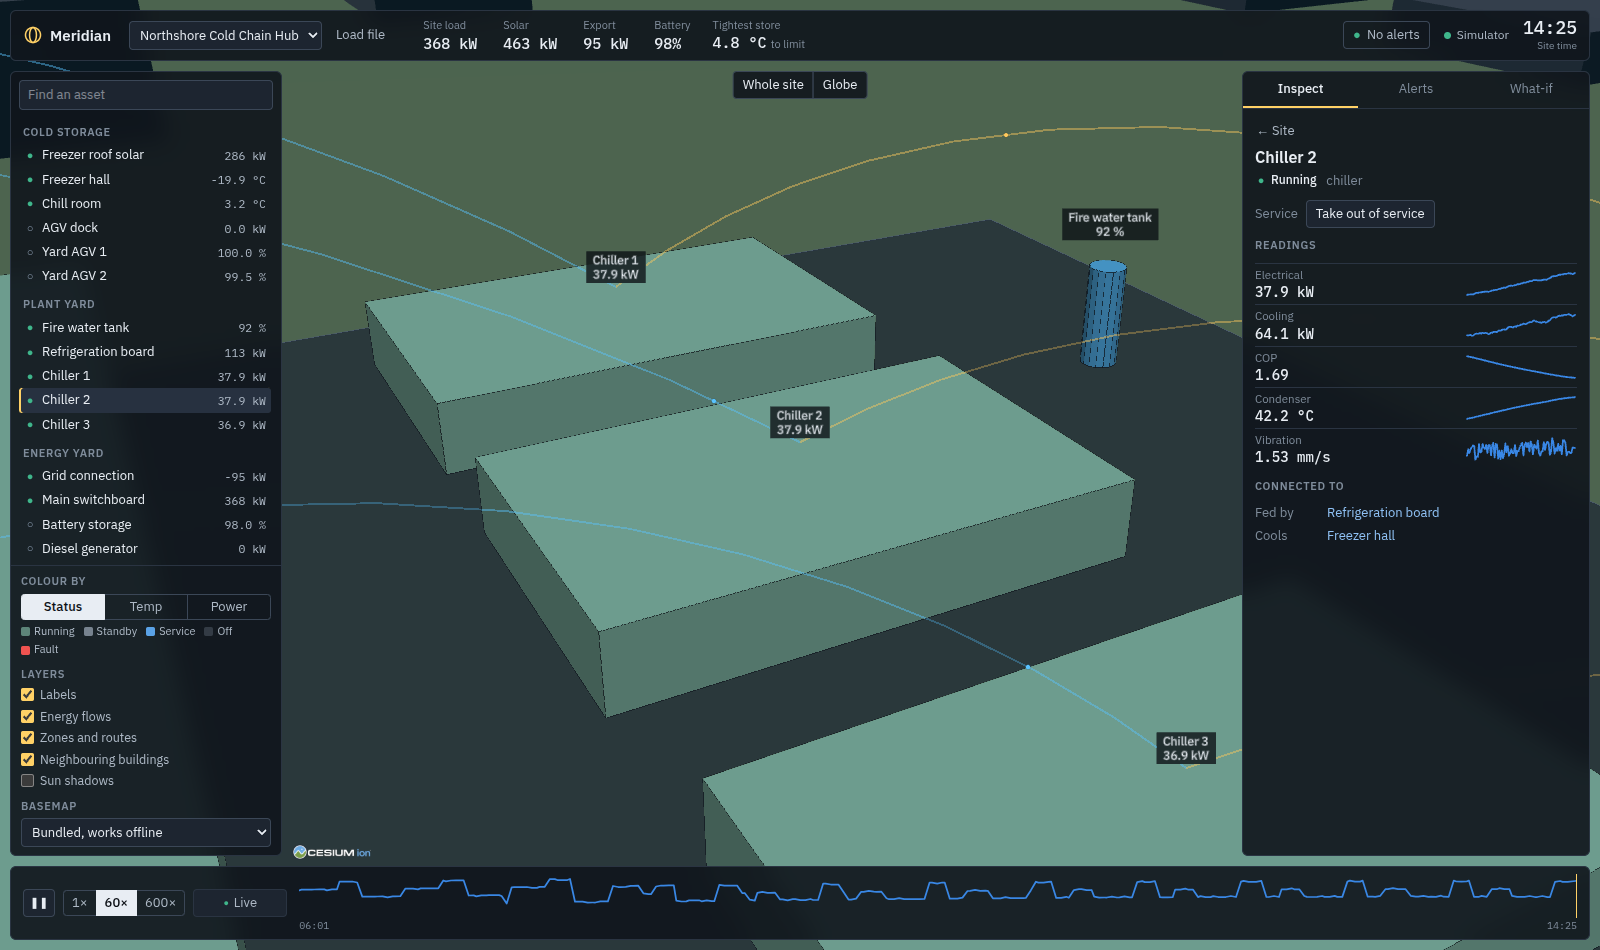 Meridian
Northshore Cold Chain Hub
Load file
Site load
368 kW
Solar
463 kW
Export
95 kW
Battery
98%
Tightest store
4.8 °C to limit
No alerts
Simulator
14:25
Site time
Find an asset
COLD STORAGE
Freezer roof solar 286 kW
Freezer hall -19.9 °C
Chill room 3.2 °C
AGV dock 0.0 kW
Yard AGV 1 100.0 %
Yard AGV 2 99.5 %
PLANT YARD
Fire water tank 92 %
Refrigeration board 113 kW
Chiller 1 37.9 kW
Chiller 2 37.9 kW
Chiller 3 36.9 kW
ENERGY YARD
Grid connection -95 kW
Main switchboard 368 kW
Battery storage 98.0 %
Diesel generator 0 kW
COLOUR BY
Status Temp Power
Running Standby Service Off
Fault
LAYERS
Labels
Energy flows
Zones and routes
Neighbouring buildings
Sun shadows
BASEMAP
Bundled, works offline
Whole site Globe
Fire water tank
92 %
Chiller 1
37.9 kW
Chiller 2
37.9 kW
Chiller 3
36.9 kW
CESIUM ion
Inspect Alerts What-if
← Site
Chiller 2
Running chiller
Service Take out of service
READINGS
Electrical
37.9 kW
Cooling
64.1 kW
COP
1.69
Condenser
42.2 °C
Vibration
1.53 mm/s
CONNECTED TO
Fed by Refrigeration board
Cools Freezer hall
1× 60× 600× Live
06:01 14:25